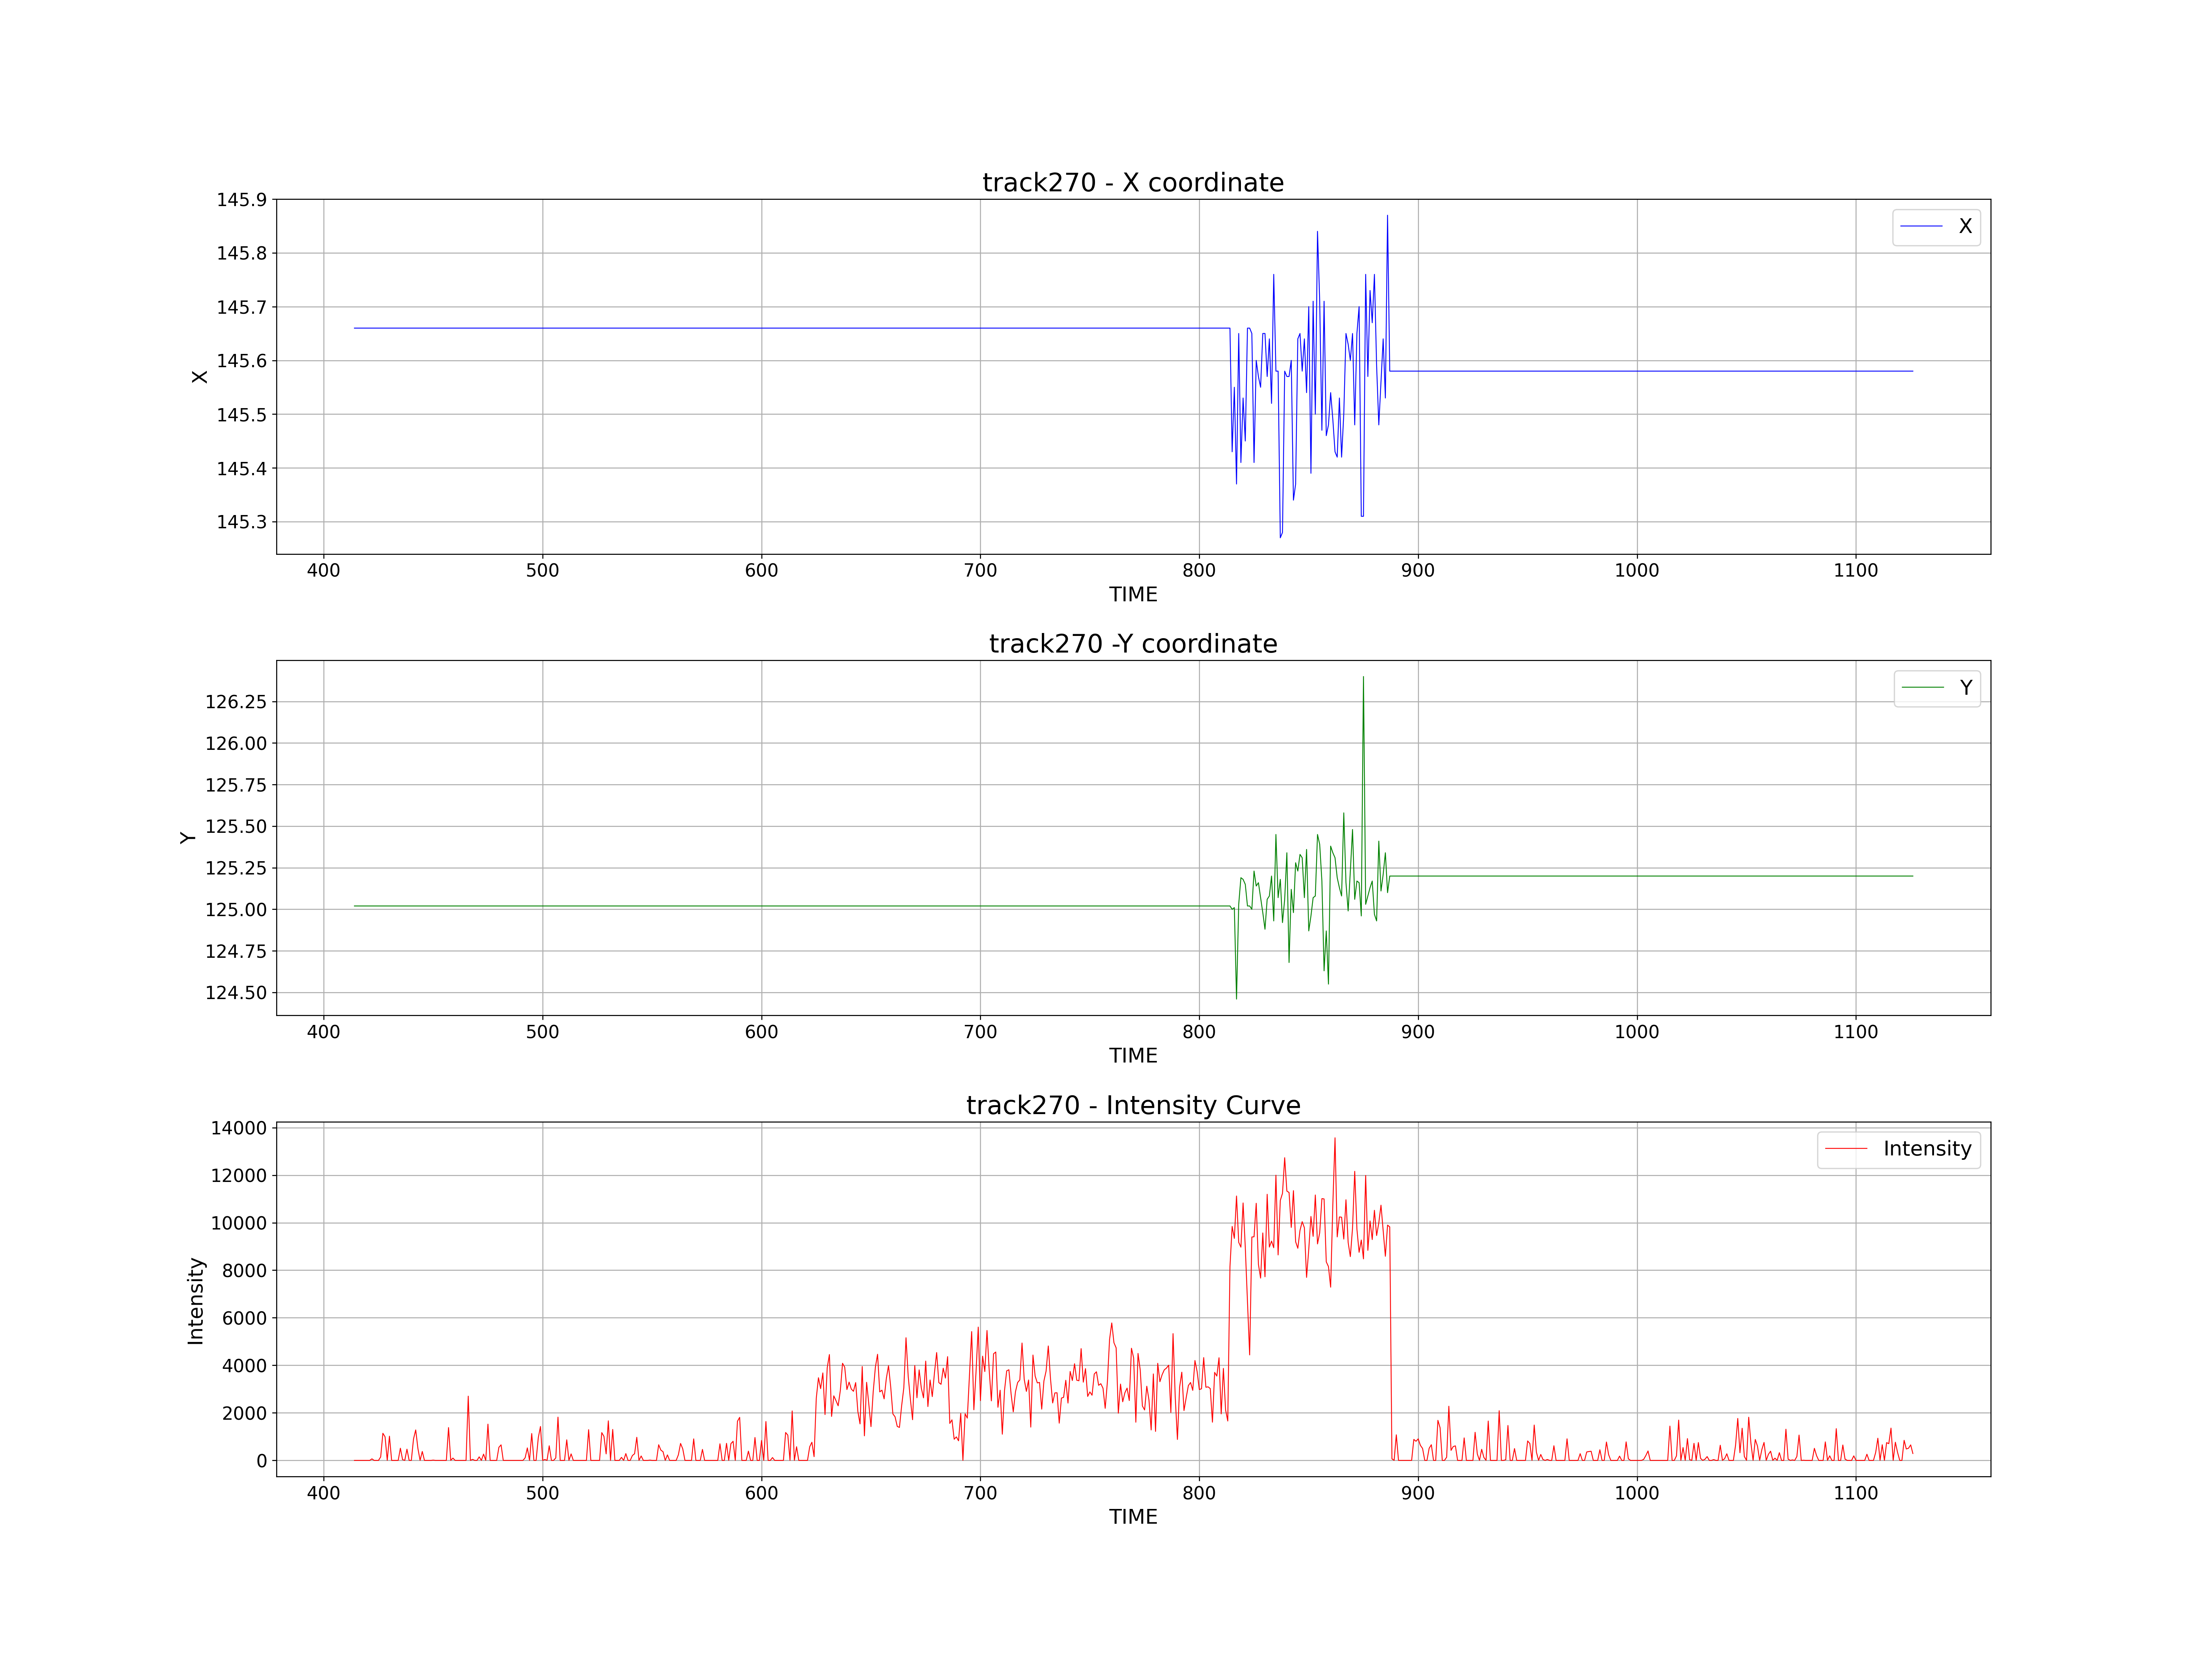 track270 - X coordinate
145.9
145.8
145.7
145.6
145.5
145.4
145.3
X
X
400 500 600 700 800 900 1000 1100
TIME
track270 -Y coordinate
126.25
126.00
125.75
125.50
125.25
125.00
124.75
124.50
Y
Y
400 500 600 700 800 900 1000 1100
TIME
track270 - Intensity Curve
14000
12000
10000
8000
6000
4000
2000
0
Intensity
Intensity
400 500 600 700 800 900 1000 1100
TIME